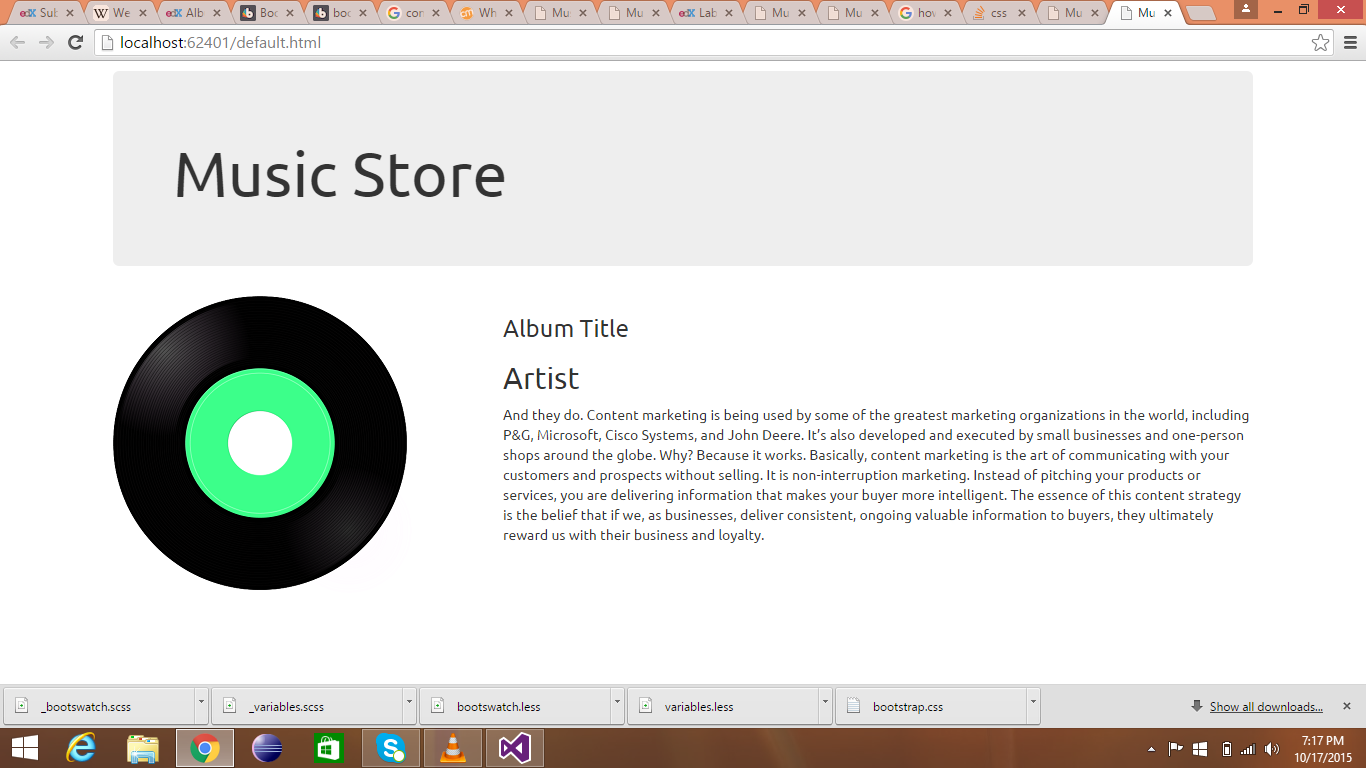 edX Sub
W We
edX Alb
Boo
boo
G con
Wh
Mu
Mu
edX Lab
Mu
Mu
G how
css
Mu
Mu
localhost:62401/default.html
Music Store
Album Title
Artist
And they do. Content marketing is being used by some of the greatest marketing organizations in the world, including
P&G, Microsoft, Cisco Systems, and John Deere. It’s also developed and executed by small businesses and one-person
shops around the globe. Why? Because it works. Basically, content marketing is the art of communicating with your
customers and prospects without selling. It is non-interruption marketing. Instead of pitching your products or
services, you are delivering information that makes your buyer more intelligent. The essence of this content strategy
is the belief that if we, as businesses, deliver consistent, ongoing valuable information to buyers, they ultimately
reward us with their business and loyalty.
_bootswatch.scss
_variables.scss
bootswatch.less
variables.less
bootstrap.css
Show all downloads...
7:17 PM
10/17/2015